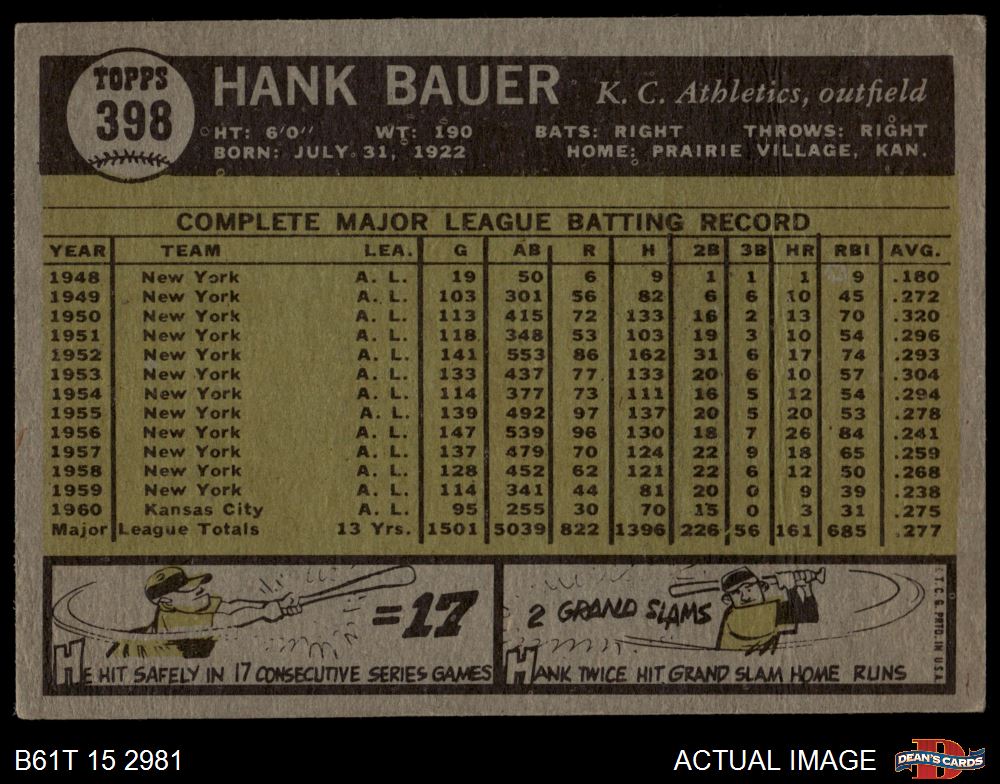 TOPPS
398
HANK BAUER K. C. Athletics, outfield
HT: 6'0" WT: 190 BATS: RIGHT THROWS: RIGHT
BORN: JULY 31, 1922 HOME: PRAIRIE VILLAGE, KAN.
COMPLETE MAJOR LEAGUE BATTING RECORD
YEAR TEAM LEA. G AB R H 2B 3B HR RBI AVG.
1948 New York A. L. 19 50 6 9 1 1 1 9 .180
1949 New York A. L. 103 301 56 82 6 6 10 45 .272
1950 New York A. L. 113 415 72 133 16 2 13 70 .320
1951 New York A. L. 118 348 53 103 19 3 10 54 .296
1952 New York A. L. 141 553 86 162 31 6 17 74 .293
1953 New York A. L. 133 437 77 133 20 6 10 57 .304
1954 New York A. L. 114 377 73 111 16 5 12 54 .294
1955 New York A. L. 139 492 97 137 20 5 20 53 .278
1956 New York A. L. 147 539 96 130 18 7 26 84 .241
1957 New York A. L. 137 479 70 124 22 9 18 65 .259
1958 New York A. L. 128 452 62 121 22 6 12 50 .268
1959 New York A. L. 114 341 44 81 20 0 9 39 .238
1960 Kansas City A. L. 95 255 30 70 15 0 3 31 .275
Major League Totals 13 Yrs. 1501 5039 822 1396 226 56 161 685 .277
=17
HE HIT SAFELY IN 17 CONSECUTIVE SERIES GAMES
2 GRAND SLAMS
HANK TWICE HIT GRAND SLAM HOME RUNS
T. C. G. PRTD. IN U.S.A.
B61T 15 2981 ACTUAL IMAGE
DEAN'S CARDS